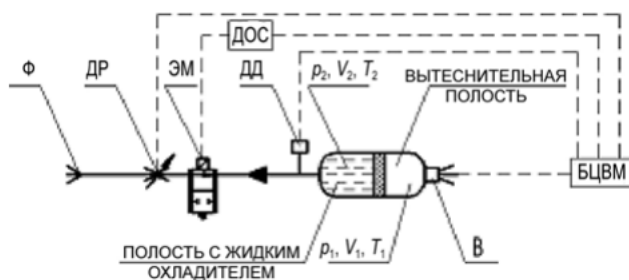 ДОС
Ф
ДР
ЭМ
ДД
p₂, V₂, T₂
ВЫТЕСНИТЕЛЬНАЯ
ПОЛОСТЬ
БЦВМ
ПОЛОСТЬ С ЖИДКИМ
ОХЛАДИТЕЛЕМ
p₁, V₁, T₁
В